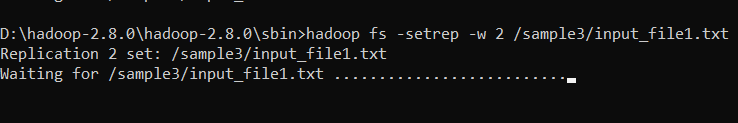 D:\hadoop-2.8.0\hadoop-2.8.0\sbin>hadoop fs -setrep -w 2 /sample3/input_file1.txt
Replication 2 set: /sample3/input_file1.txt
Waiting for /sample3/input_file1.txt ..........................